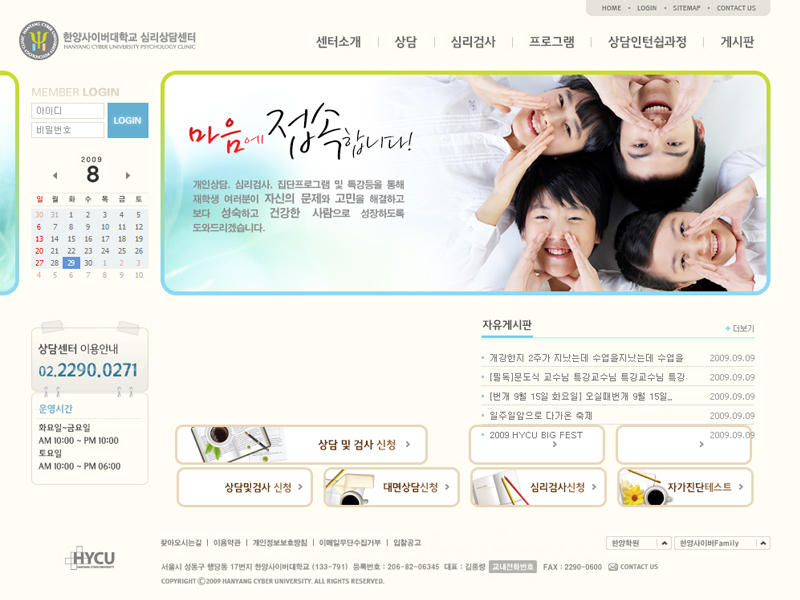 HOME • LOGIN • SITEMAP • CONTACT US
한양사이버대학교 심리상담센터
HANYANG CYBER UNIVERSITY PSYCHOLOGY CLINIC
센터소개 | 상담 | 심리검사 | 프로그램 | 상담인턴쉽과정 | 게시판
MEMBER LOGIN
아이디
비밀번호
LOGIN
2009
8
일 월 화 수 목 금 토
30 31 1 2 3 4 5
6 7 8 9 10 11 12
13 14 15 16 17 18 19
20 21 22 23 24 25 26
27 28 29 30 1 2 3
4 5 6 7 8 9 10
마음에 접속합니다!
개인상담, 심리검사, 집단프로그램 및 특강등을 통해
재학생 여러분이 자신의 문제와 고민을 해결하고
보다 성숙하고 건강한 사람으로 성장하도록
도와드리겠습니다.
상담센터 이용안내
02.2290.0271
운영시간
화요일~금요일
AM 10:00 ~ PM 10:00
토요일
AM 10:00 ~ PM 06:00
자유게시판
+ 더보기
개강한지 2주가 지났는데 수업을지났는데 수업을 2009.09.09
[필독]문도식 교수님 특강교수님 특강교수님 특강 2009.09.09
[번개 9월 15일 화요일] 오실때번개 9월 15일,, 2009.09.09
일주일앞으로 다가온 축제 2009.09.09
2009 HYCU BIG FEST 2009.09.09
상담 및 검사 신청
상담및검사 신청
대면상담신청
심리검사신청
자가진단테스트
찾아오시는길 | 이용약관 | 개인정보보호방침 | 이메일무단수집거부 | 입찰공고
한양학원
한양사이버Family
HYCU
서울시 성동구 행당동 17번지 한양사이버대학교 (133-791) 등록번호 : 206-82-06345 대표 : 김종량 교내전화번호 FAX : 2290-0600 CONTACT US
COPYRIGHT ⓒ2009 HANYANG CYBER UNIVERSITY. ALL RIGHTS RESERVED.